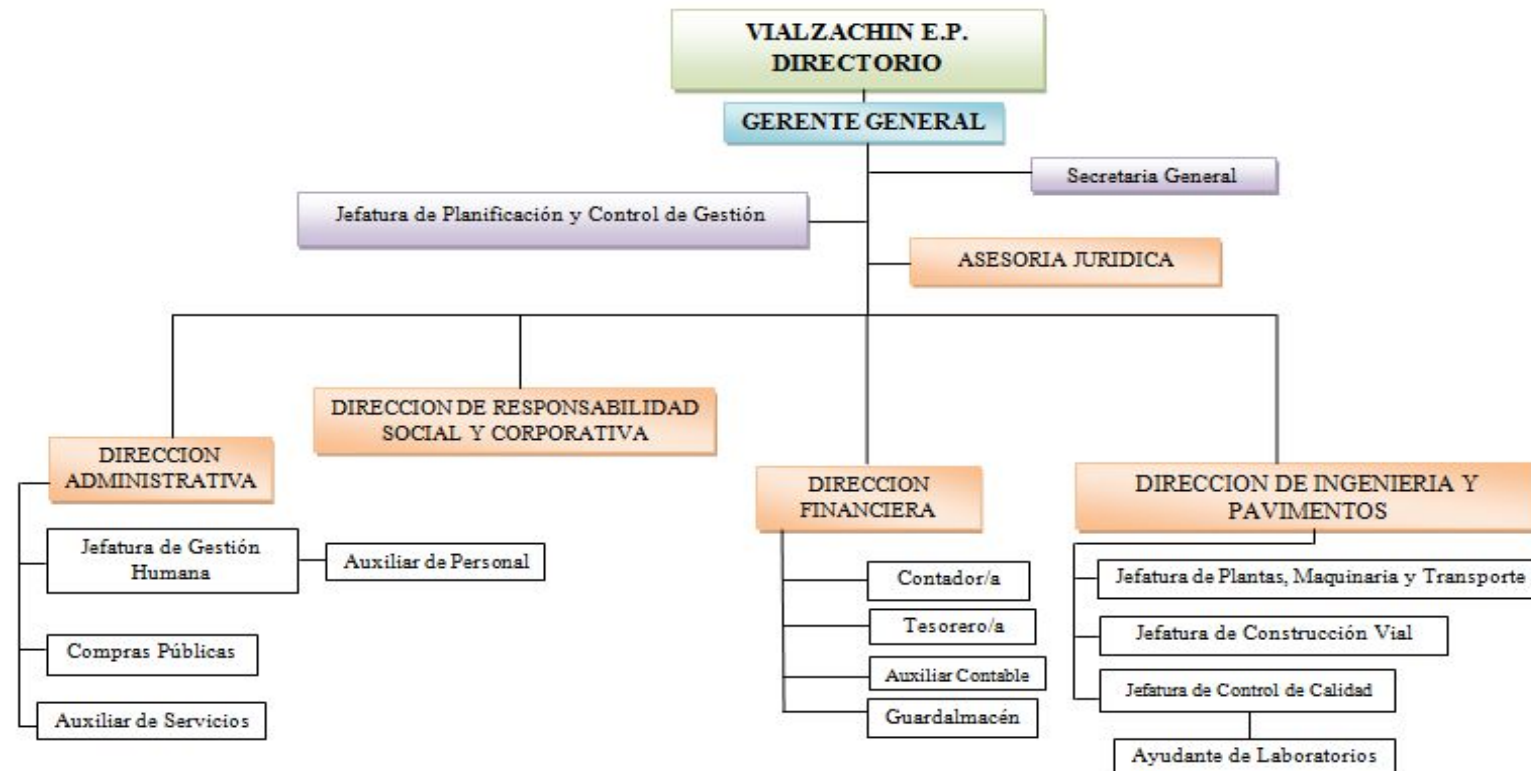 VIALZACHIN E.P.
DIRECTORIO
GERENTE GENERAL
Secretaria General
Jefatura de Planificación y Control de Gestión
ASESORIA JURIDICA
DIRECCION DE RESPONSABILIDAD
SOCIAL Y CORPORATIVA
DIRECCION
ADMINISTRATIVA
Jefatura de Gestión
Humana
Auxiliar de Personal
Compras Públicas
Auxiliar de Servicios
DIRECCION
FINANCIERA
Contador/a
Tesorero/a
Auxiliar Contable
Guardalmacén
DIRECCION DE INGENIERIA Y
PAVIMENTOS
Jefatura de Plantas, Maquinaria y Transporte
Jefatura de Construcción Vial
Jefatura de Control de Calidad
Ayudante de Laboratorios